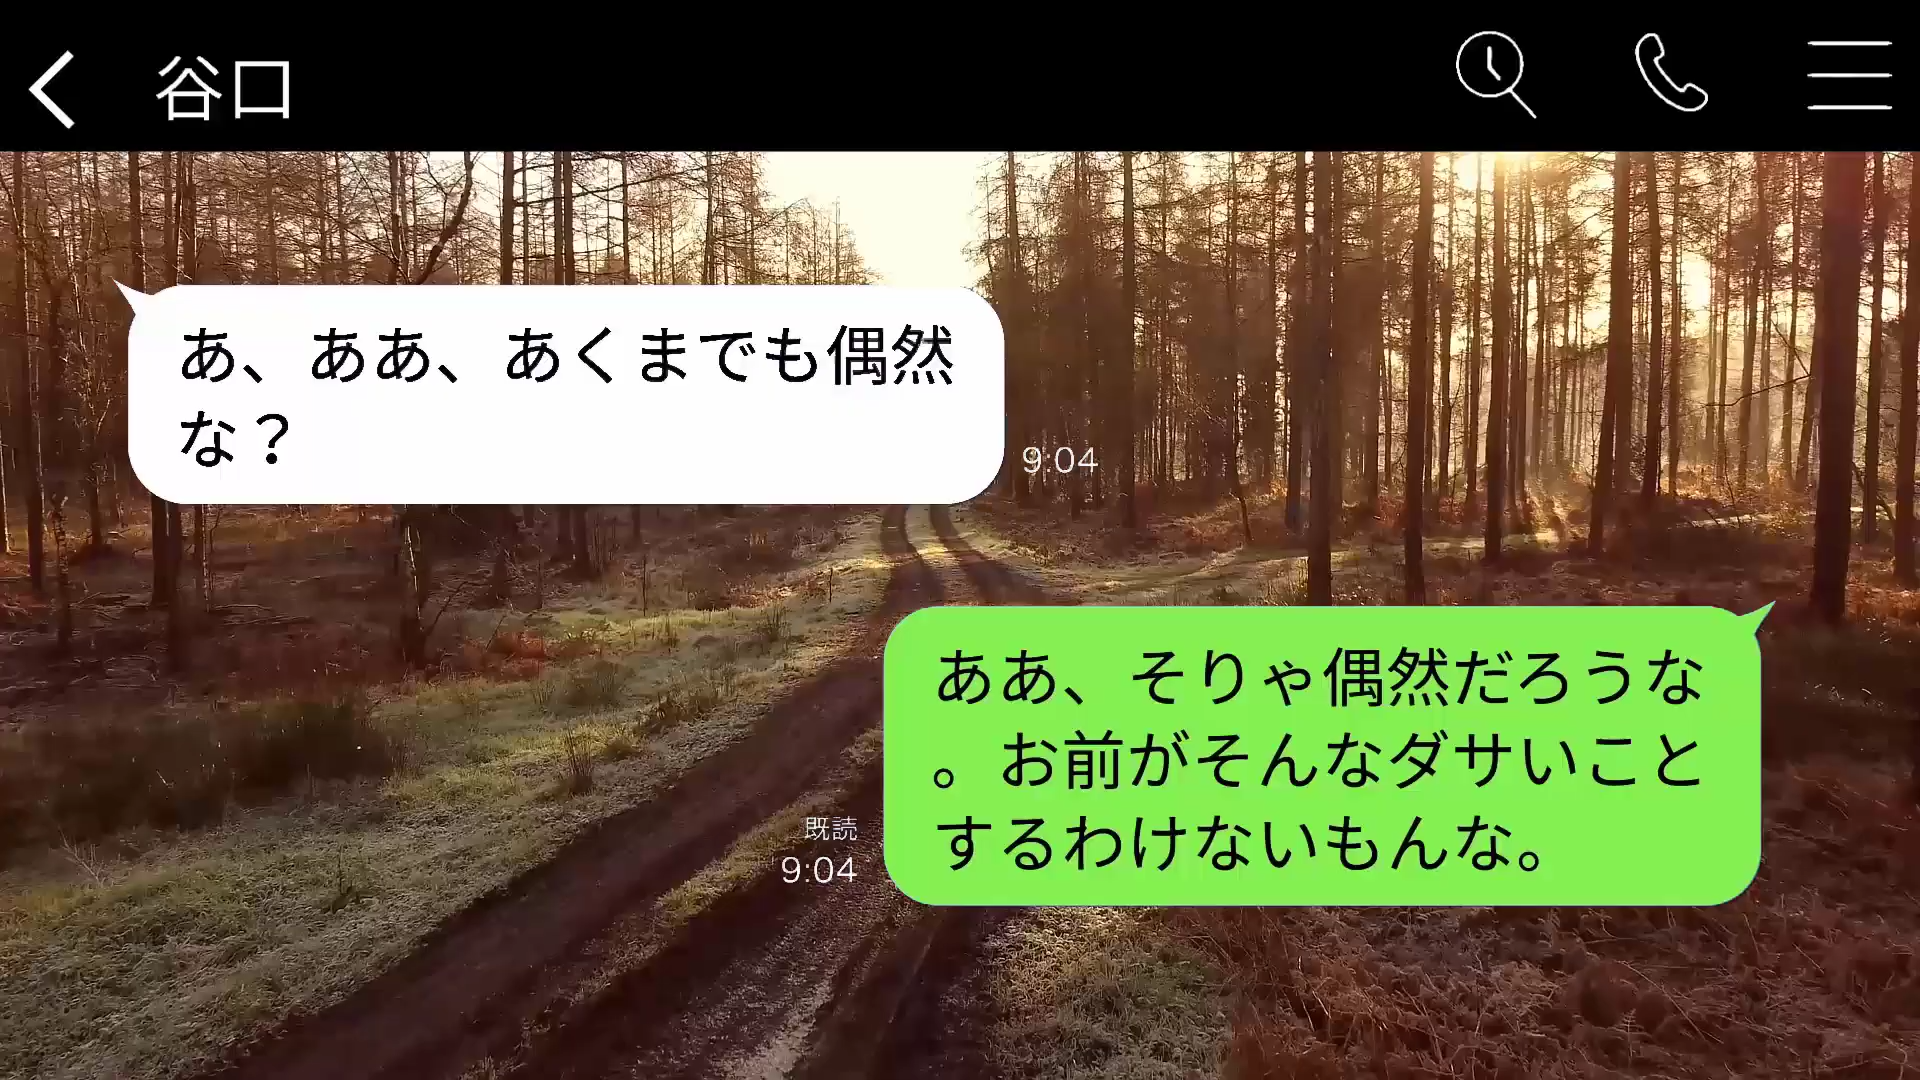 谷口
あ、ああ、あくまでも偶然
な？
9:04
ああ、そりゃ偶然だろうな
。お前がそんなダサいこと
するわけないもんな。
既読
9:04